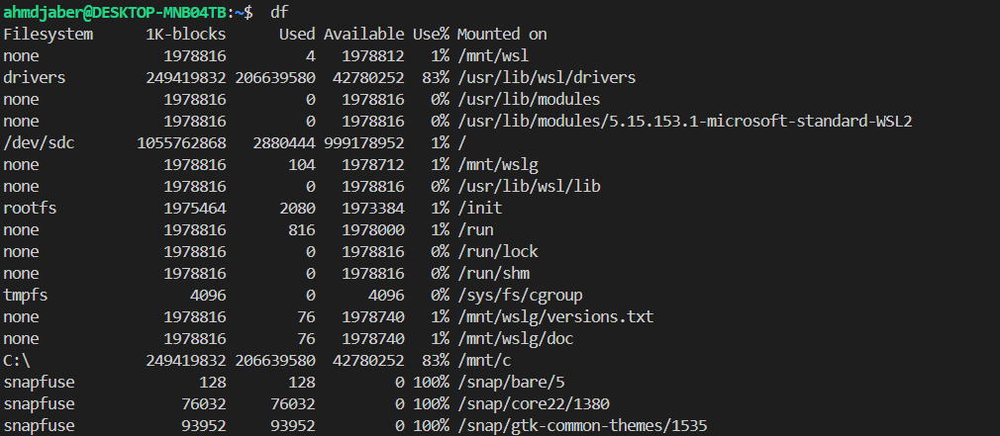 ahmdjaber@DESKTOP-MNB04TB:~$  df
Filesystem      1K-blocks      Used Available Use% Mounted on
none              1978816         4   1978812   1% /mnt/wsl
drivers         249419832 206639580  42780252  83% /usr/lib/wsl/drivers
none              1978816         0   1978816   0% /usr/lib/modules
none              1978816         0   1978816   0% /usr/lib/modules/5.15.153.1-microsoft-standard-WSL2
/dev/sdc       1055762868   2880444 999178952   1% /
none              1978816       104   1978712   1% /mnt/wslg
none              1978816         0   1978816   0% /usr/lib/wsl/lib
rootfs            1975464      2080   1973384   1% /init
none              1978816       816   1978000   1% /run
none              1978816         0   1978816   0% /run/lock
none              1978816         0   1978816   0% /run/shm
tmpfs                4096         0      4096   0% /sys/fs/cgroup
none              1978816        76   1978740   1% /mnt/wslg/versions.txt
none              1978816        76   1978740   1% /mnt/wslg/doc
C:\             249419832 206639580  42780252  83% /mnt/c
snapfuse              128       128         0 100% /snap/bare/5
snapfuse            76032     76032         0 100% /snap/core22/1380
snapfuse            93952     93952         0 100% /snap/gtk-common-themes/1535